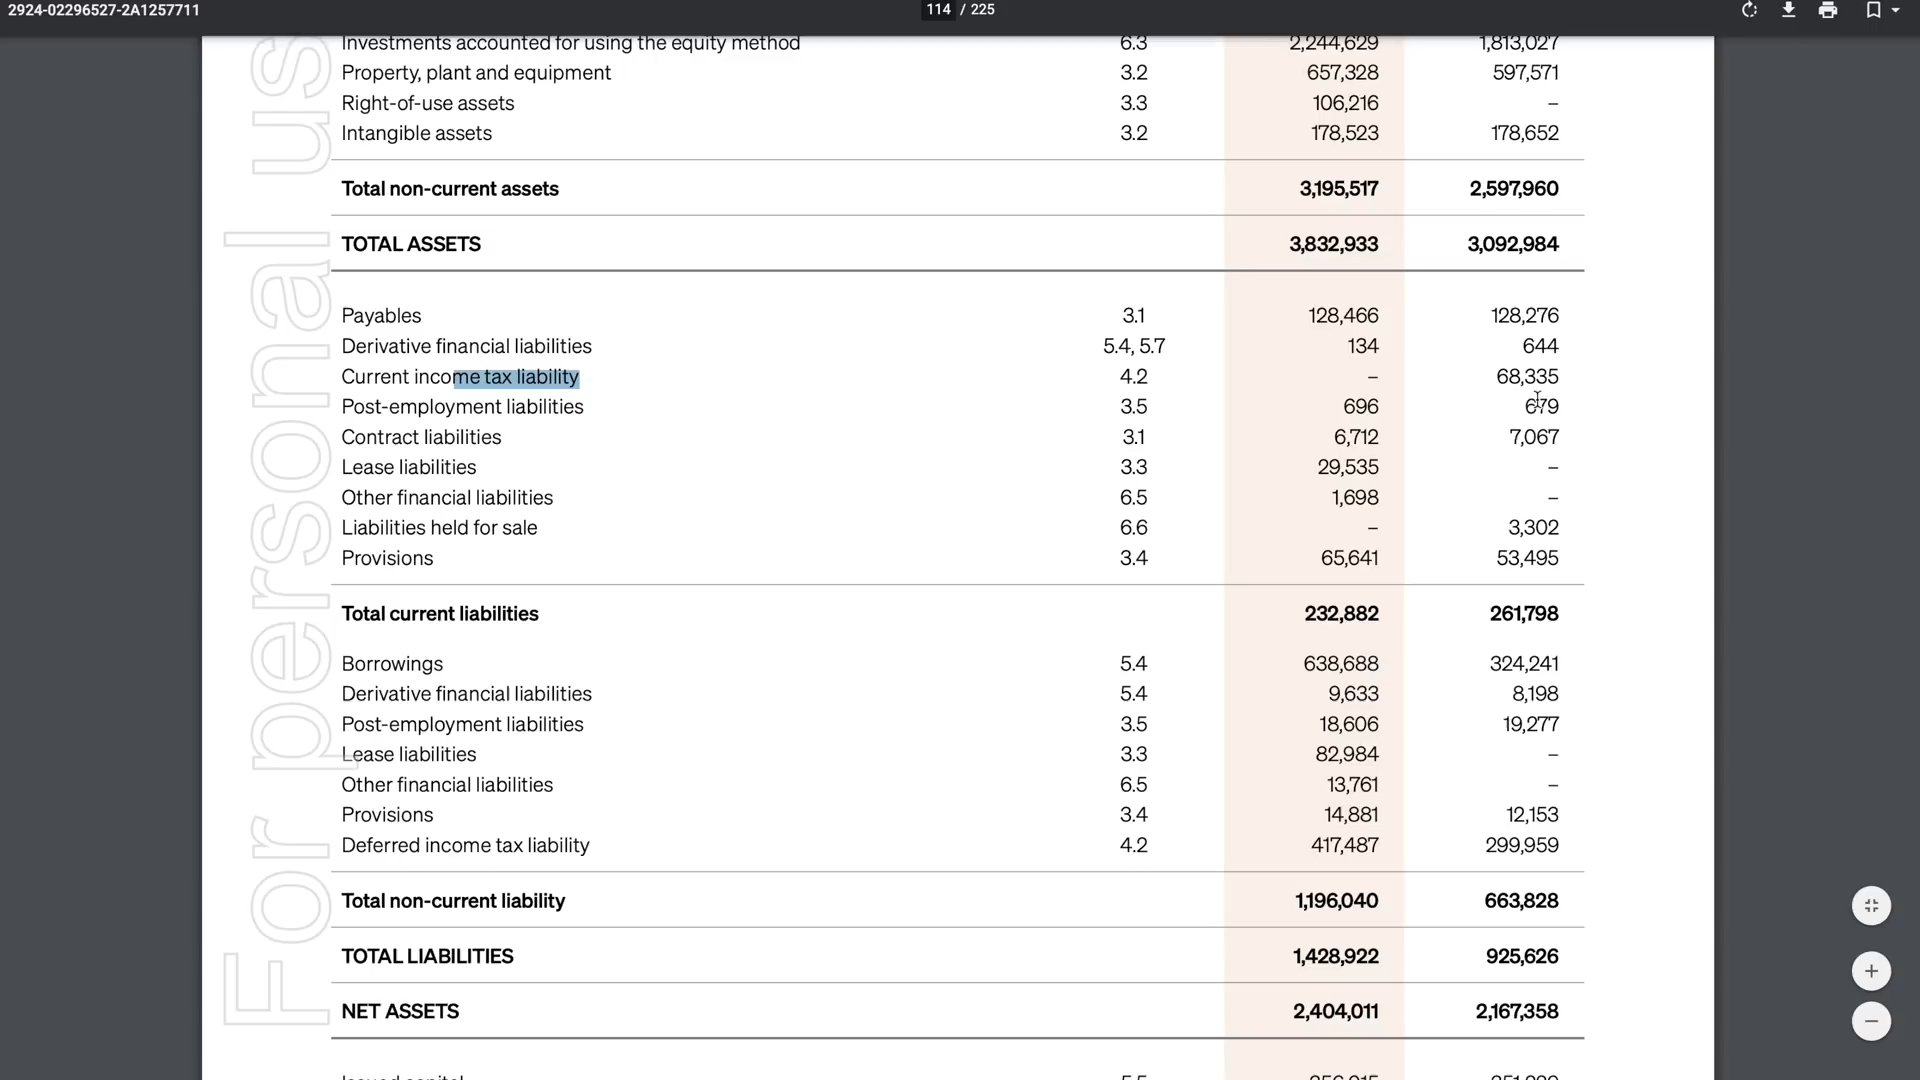 2924-02296527-2A1257711
114 / 225
For personal us
Investments accounted for using the equity method 6.3 2,244,629 1,813,027
Property, plant and equipment 3.2 657,328 597,571
Right-of-use assets 3.3 106,216 –
Intangible assets 3.2 178,523 178,652
Total non-current assets 3,195,517 2,597,960
TOTAL ASSETS 3,832,933 3,092,984
Payables 3.1 128,466 128,276
Derivative financial liabilities 5.4, 5.7 134 644
Current income tax liability 4.2 – 68,335
Post-employment liabilities 3.5 696 679
Contract liabilities 3.1 6,712 7,067
Lease liabilities 3.3 29,535 –
Other financial liabilities 6.5 1,698 –
Liabilities held for sale 6.6 – 3,302
Provisions 3.4 65,641 53,495
Total current liabilities 232,882 261,798
Borrowings 5.4 638,688 324,241
Derivative financial liabilities 5.4 9,633 8,198
Post-employment liabilities 3.5 18,606 19,277
Lease liabilities 3.3 82,984 –
Other financial liabilities 6.5 13,761 –
Provisions 3.4 14,881 12,153
Deferred income tax liability 4.2 417,487 299,959
Total non-current liability 1,196,040 663,828
TOTAL LIABILITIES 1,428,922 925,626
NET ASSETS 2,404,011 2,167,358